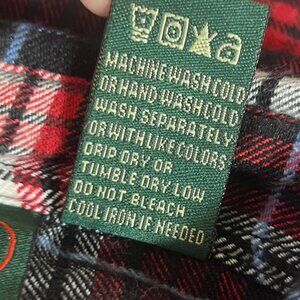 MACHINE WASH COLD
OR HAND WASH COLD
WASH SEPARATELY
OR WITH LIKE COLORS
DRIP DRY OR
TUMBLE DRY LOW
DO NOT BLEACH
COOL IRON IF NEEDED